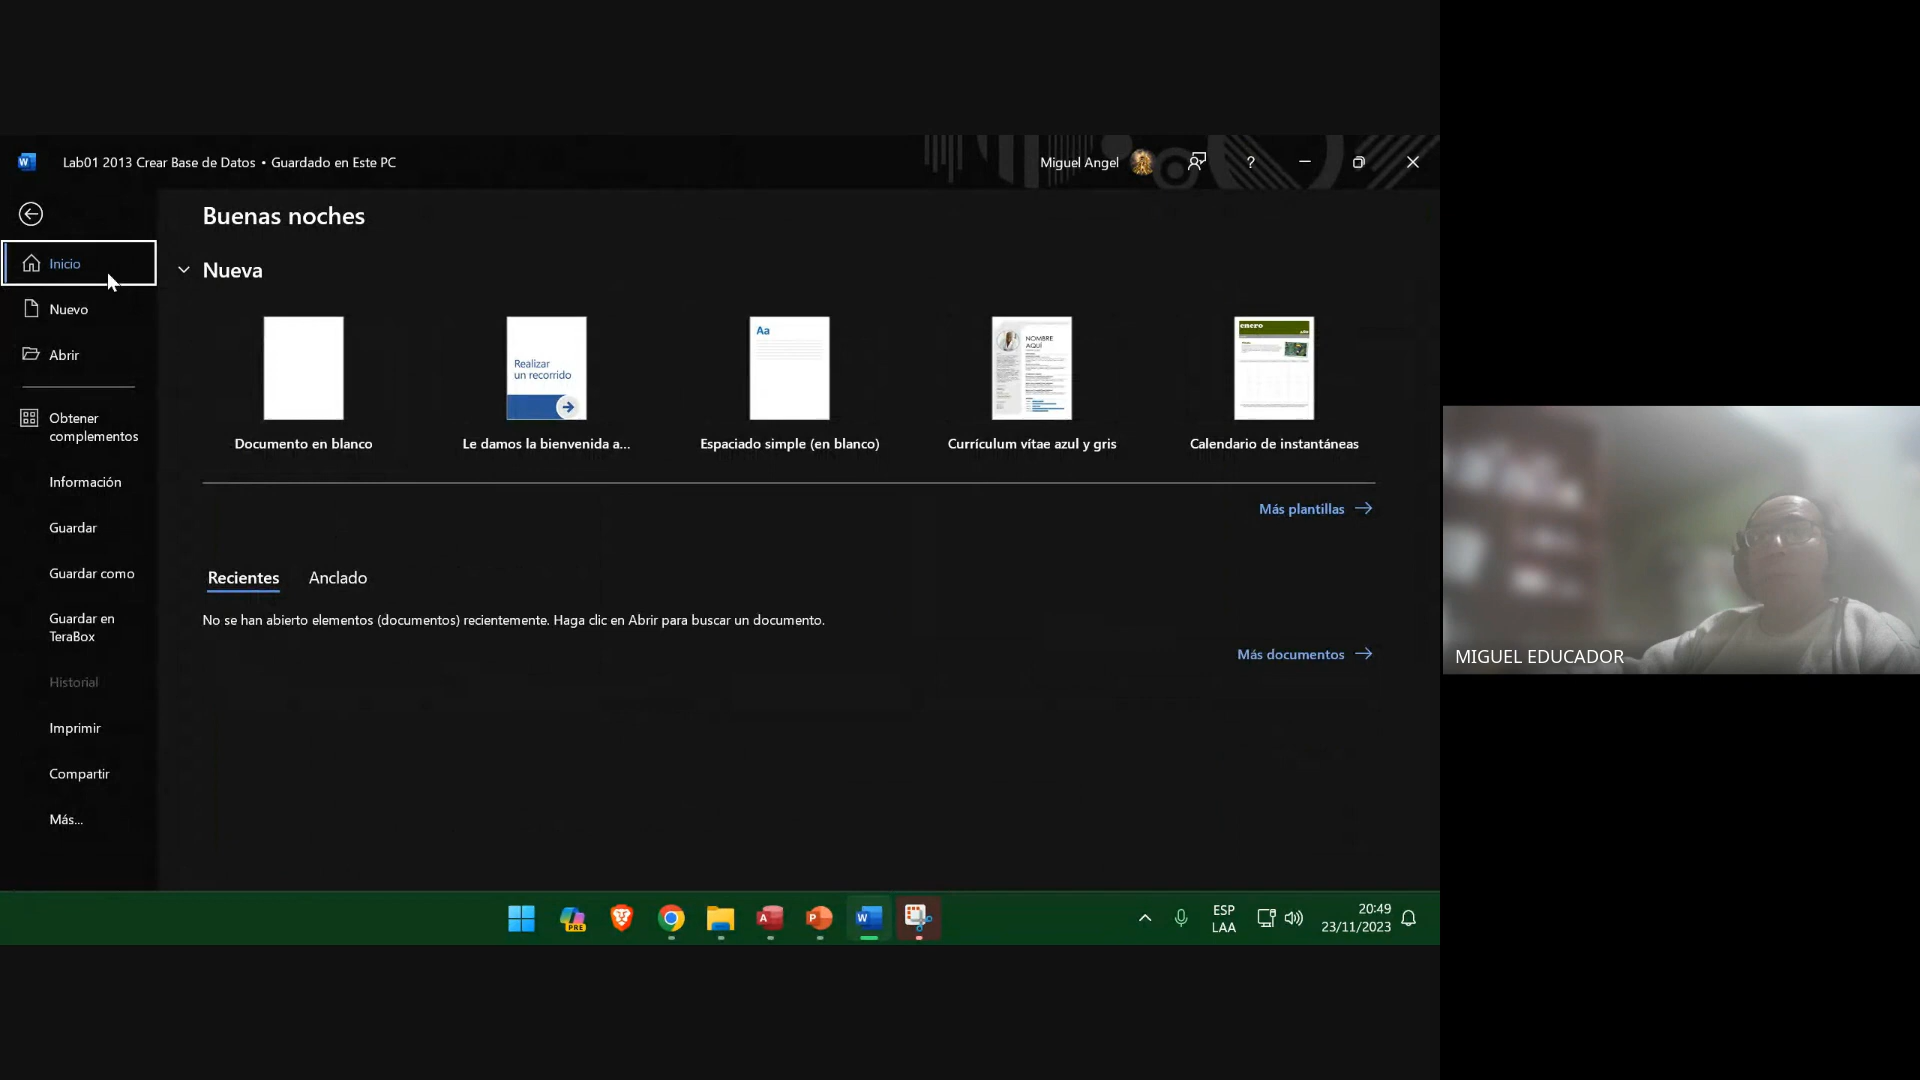 Lab01 2013 Crear Base de Datos • Guardado en Este PC
Miguel Angel
?
Buenas noches
Inicio
Nueva
Nuevo
Abrir
Obtener
complementos
Información
Guardar
Guardar como
Guardar en
TeraBox
Historial
Imprimir
Compartir
Más...
Realizar
un recorrido
Aa
NOMBRE
AQUÍ
enero
Documento en blanco
Le damos la bienvenida a...
Espaciado simple (en blanco)
Currículum vítae azul y gris
Calendario de instantáneas
Más plantillas
Recientes
Anclado
No se han abierto elementos (documentos) recientemente. Haga clic en Abrir para buscar un documento.
Más documentos
MIGUEL EDUCADOR
PRE
ESP
LAA
20:49
23/11/2023